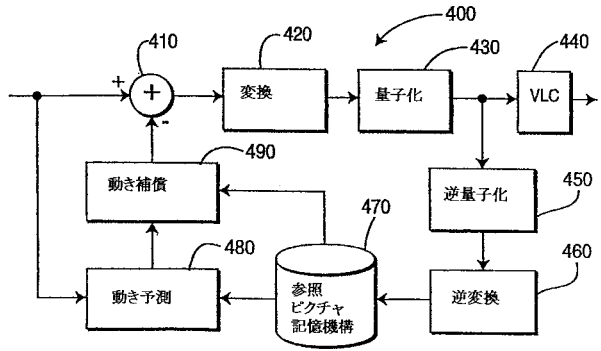 400
410
420
430
440
+
+
-
変換
量子化
VLC
490
動き補償
450
逆量子化
470
480
460
動き予測
参照
ピクチャ
記憶機構
逆変換